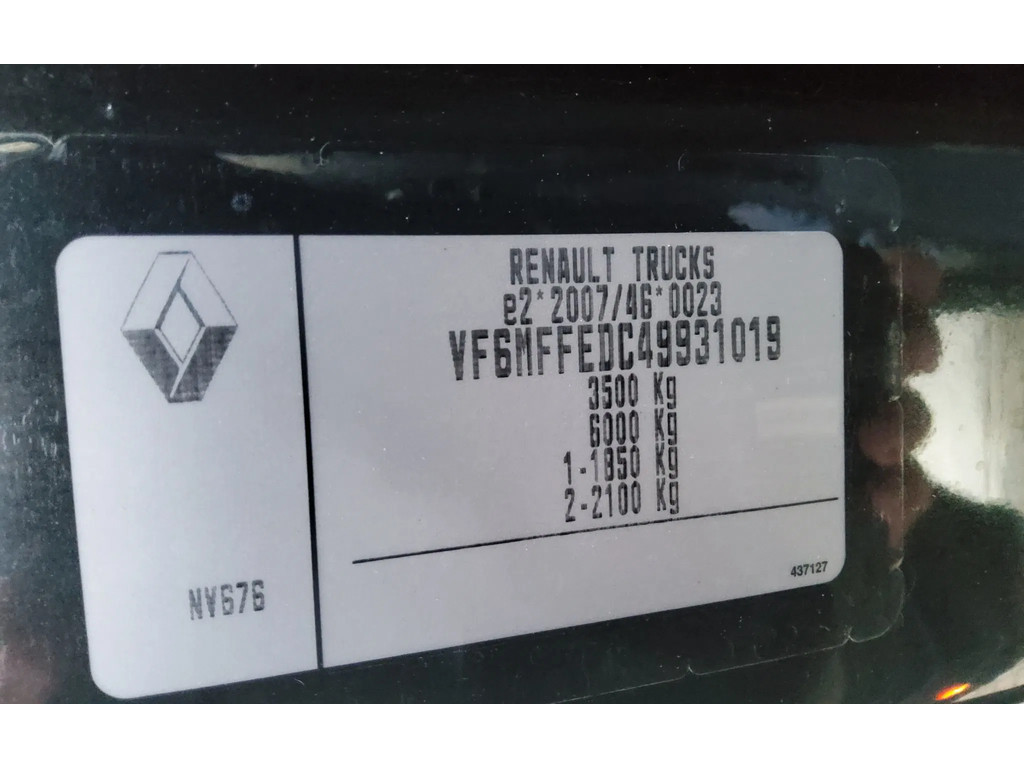 RENAULT TRUCKS
e2*2007/46*0023
VF6MFFEDC49931019
3500 Kg
6000 Kg
1-1850 Kg
2-2100 Kg
437127
NV676